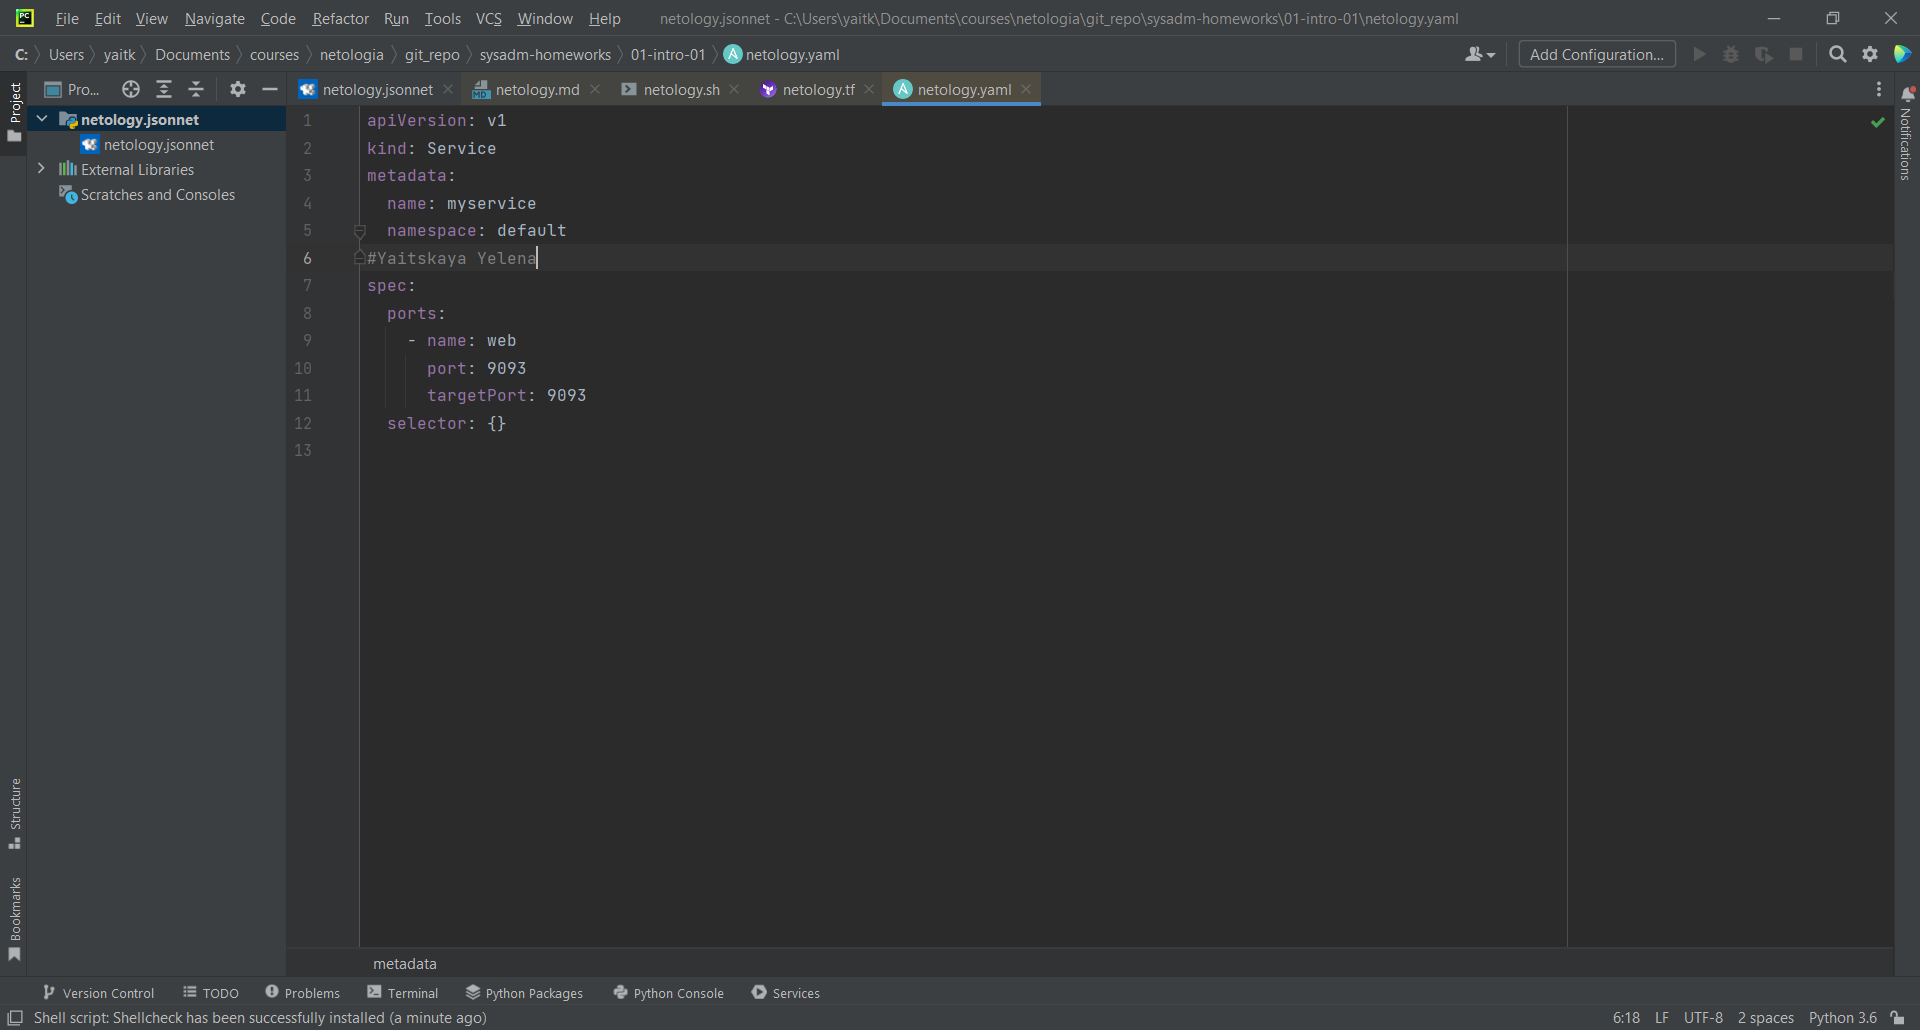 PC File Edit View Navigate Code Refactor Run Tools VCS Window Help netology.jsonnet - C:\Users\yaitk\Documents\courses\netologia\git_repo\sysadm-homeworks\01-intro-01\netology.yaml
C: Users yaitk Documents courses netologia git_repo sysadm-homeworks 01-intro-01 A netology.yaml Add Configuration...
Project
Pro...
netology.jsonnet MD netology.md netology.sh netology.tf A netology.yaml
netology.jsonnet
netology.jsonnet
External Libraries
Scratches and Consoles
1 apiVersion: v1
2 kind: Service
3 metadata:
4 name: myservice
5 namespace: default
6 #Yaitskaya Yelena
7 spec:
8 ports:
9 - name: web
10 port: 9093
11 targetPort: 9093
12 selector: {}
13
Notifications
Structure
Bookmarks
metadata
Version Control TODO Problems Terminal Python Packages Python Console Services
Shell script: Shellcheck has been successfully installed (a minute ago) 6:18 LF UTF-8 2 spaces Python 3.6